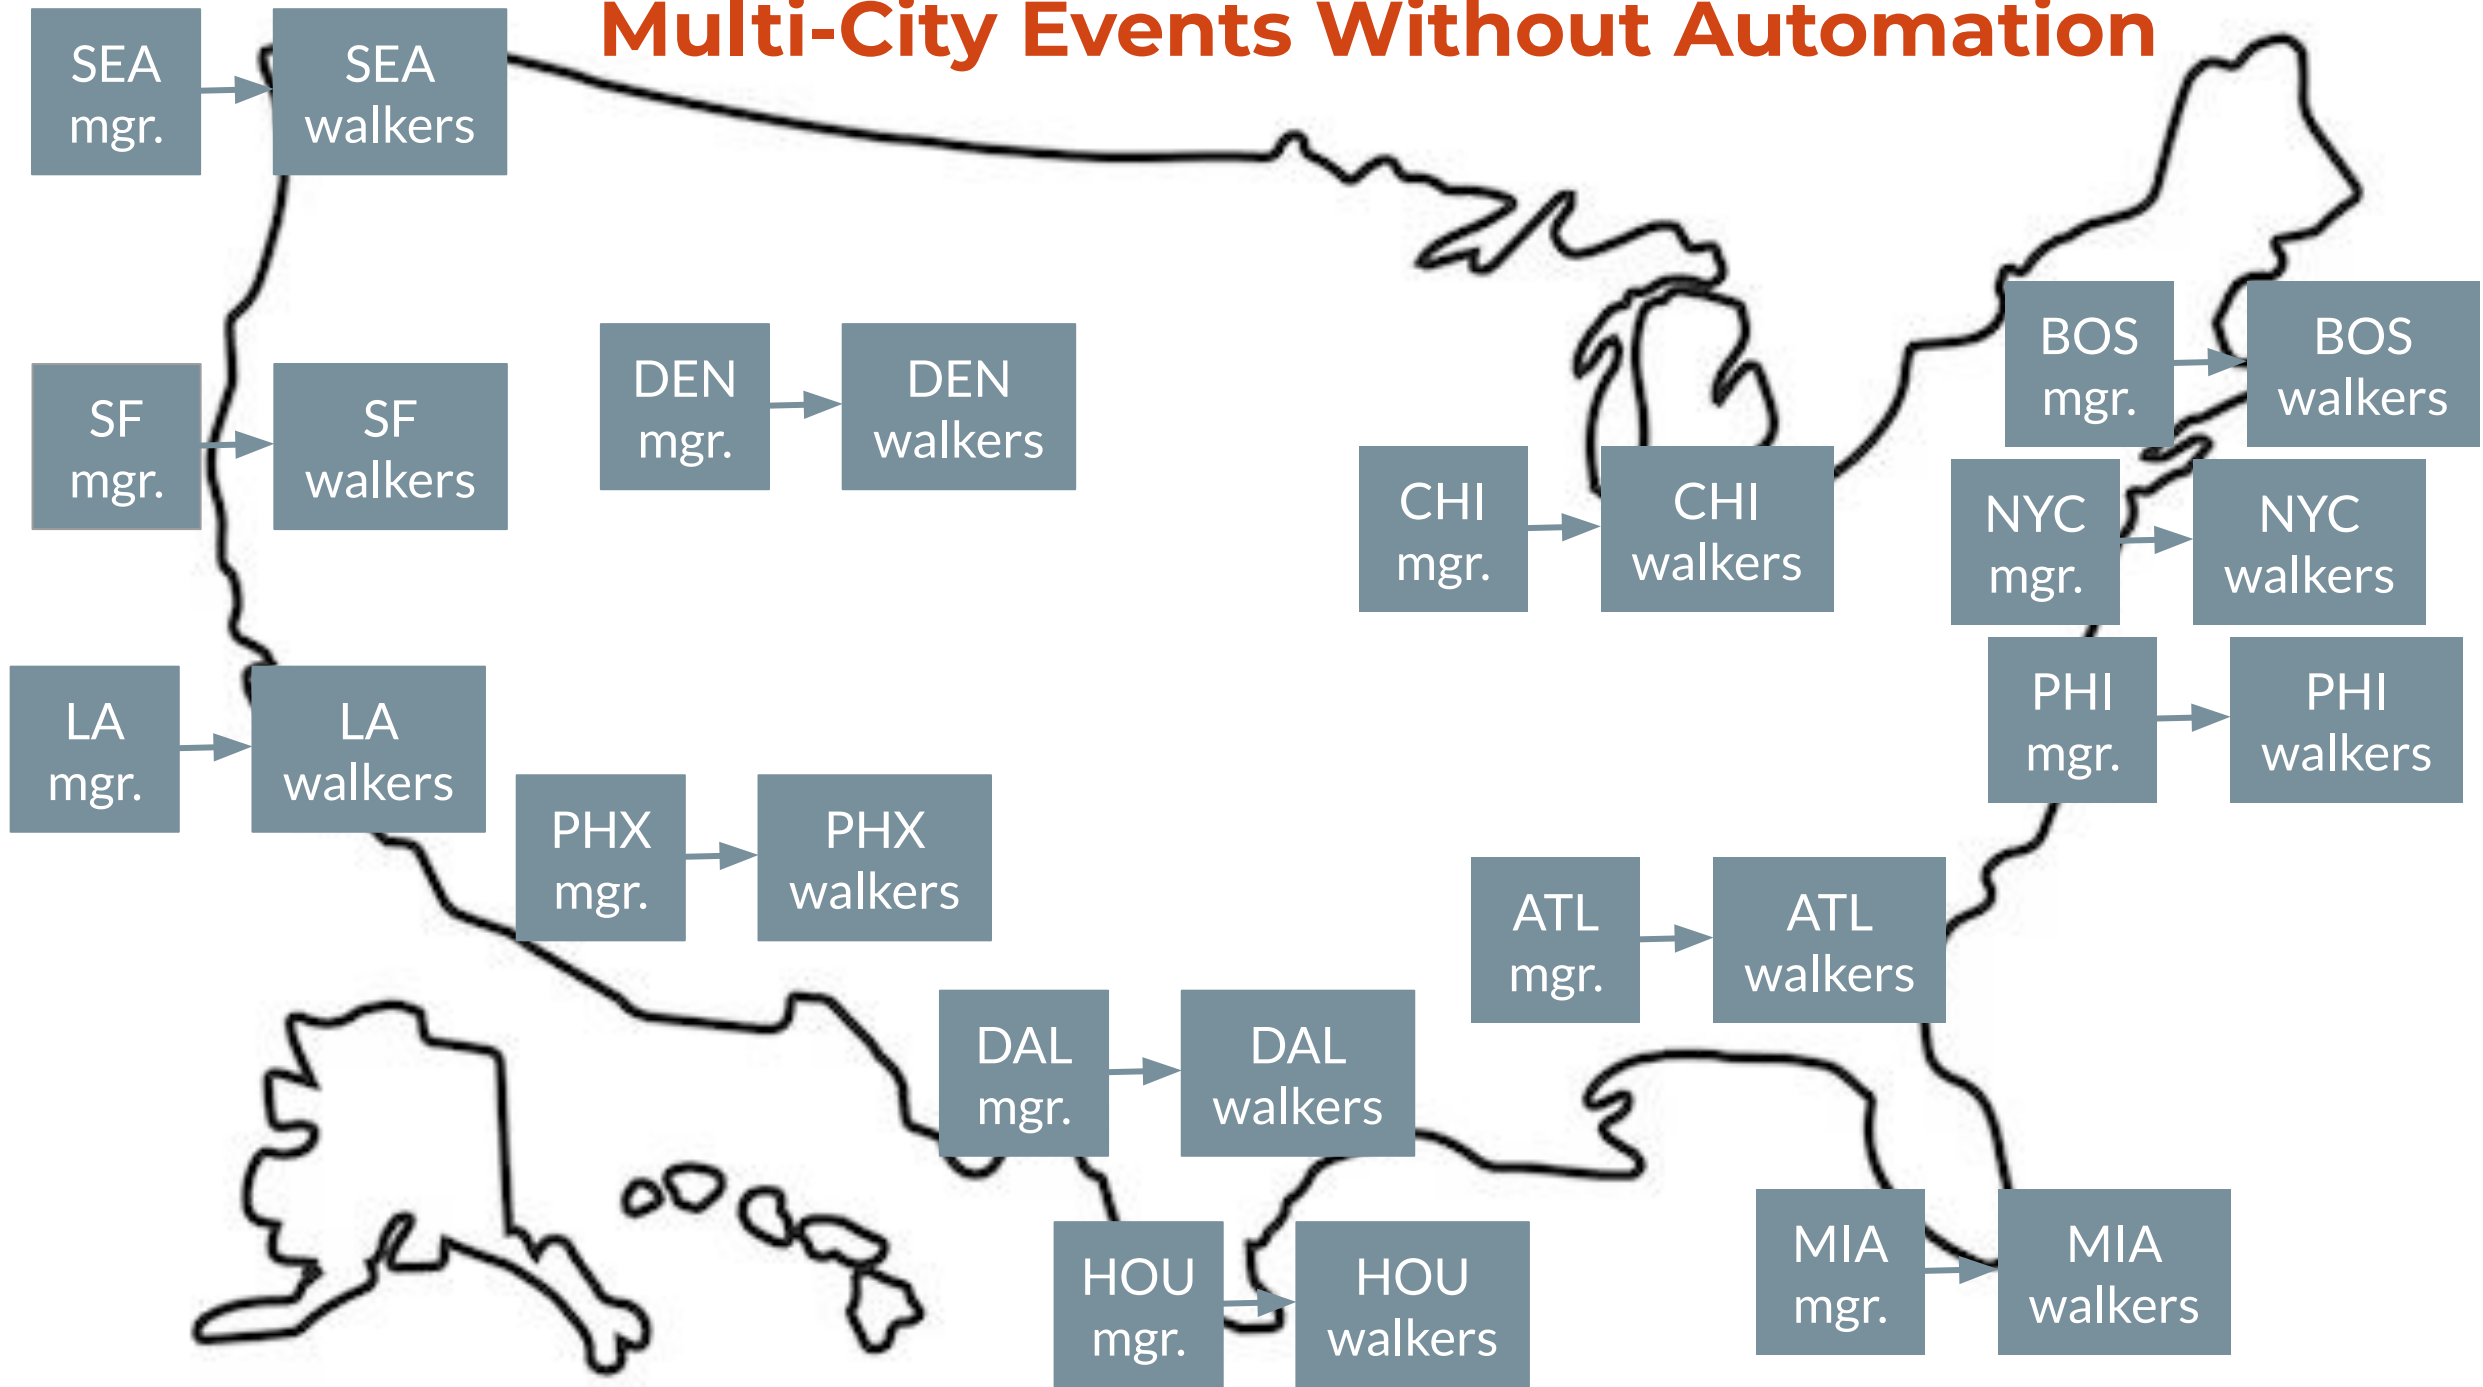 Multi-City Events Without Automation
SEA
mgr.
SEA
walkers
SF
mgr.
SF
walkers
DEN
mgr.
DEN
walkers
BOS
mgr.
BOS
walkers
CHI
mgr.
CHI
walkers
NYC
mgr.
NYC
walkers
LA
mgr.
LA
walkers
PHI
mgr.
PHI
walkers
PHX
mgr.
PHX
walkers
ATL
mgr.
ATL
walkers
DAL
mgr.
DAL
walkers
HOU
mgr.
HOU
walkers
MIA
mgr.
MIA
walkers